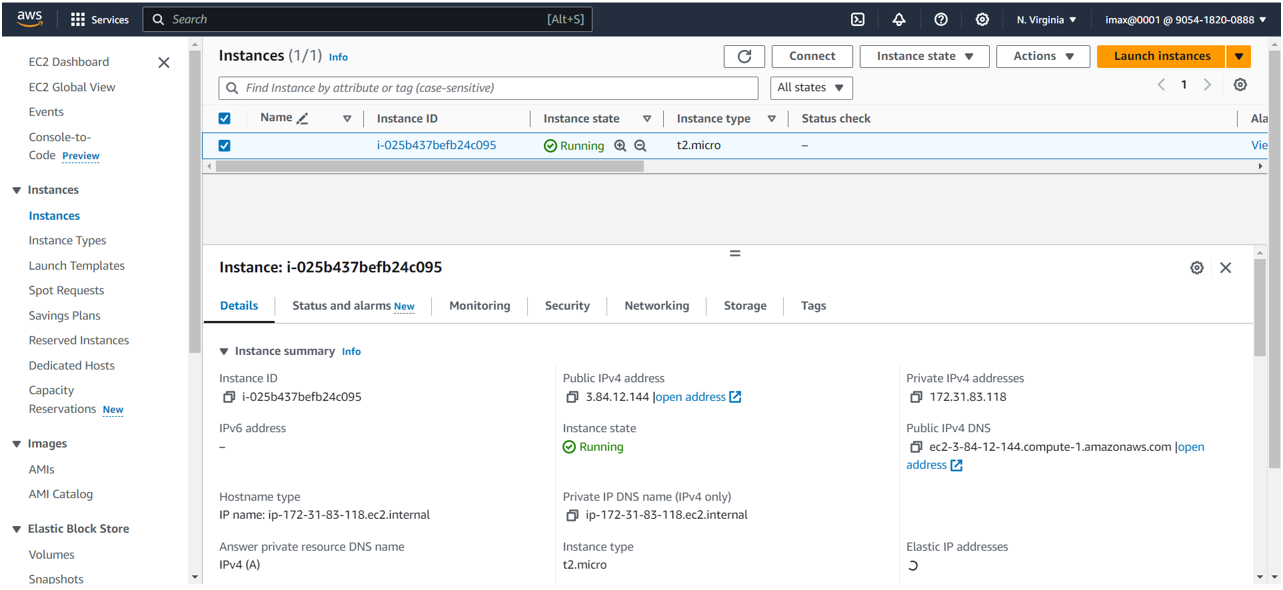 aws
Services
Search [Alt+S]
N. Virginia
imax@0001 @ 9054-1820-0888
EC2 Dashboard
EC2 Global View
Events
Console-to-
Code Preview
Instances
Instances
Instance Types
Launch Templates
Spot Requests
Savings Plans
Reserved Instances
Dedicated Hosts
Capacity
Reservations New
Images
AMIs
AMI Catalog
Elastic Block Store
Volumes
Snapshots
Instances (1/1) Info
Connect
Instance state
Actions
Launch instances
Find Instance by attribute or tag (case-sensitive)
All states
1
Name Instance ID Instance state Instance type Status check Ala
i-025b437befb24c095 Running t2.micro – Vie
Instance: i-025b437befb24c095
Details
Status and alarms New
Monitoring
Security
Networking
Storage
Tags
Instance summary Info
Instance ID
i-025b437befb24c095
Public IPv4 address
3.84.12.144 |open address
Private IPv4 addresses
172.31.83.118
IPv6 address
–
Instance state
Running
Public IPv4 DNS
ec2-3-84-12-144.compute-1.amazonaws.com |open
address
Hostname type
IP name: ip-172-31-83-118.ec2.internal
Private IP DNS name (IPv4 only)
ip-172-31-83-118.ec2.internal
Answer private resource DNS name
IPv4 (A)
Instance type
t2.micro
Elastic IP addresses